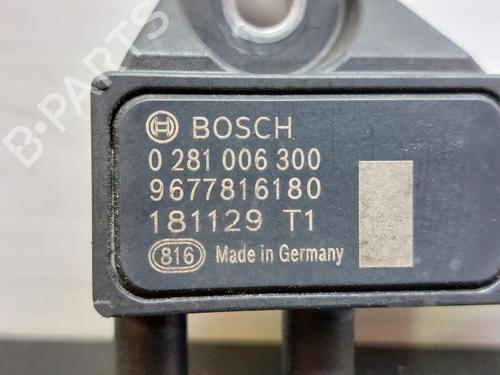 BOSCH
0 281 006 300
9677816180
181129 T1
816 Made in Germany
B-PARTS